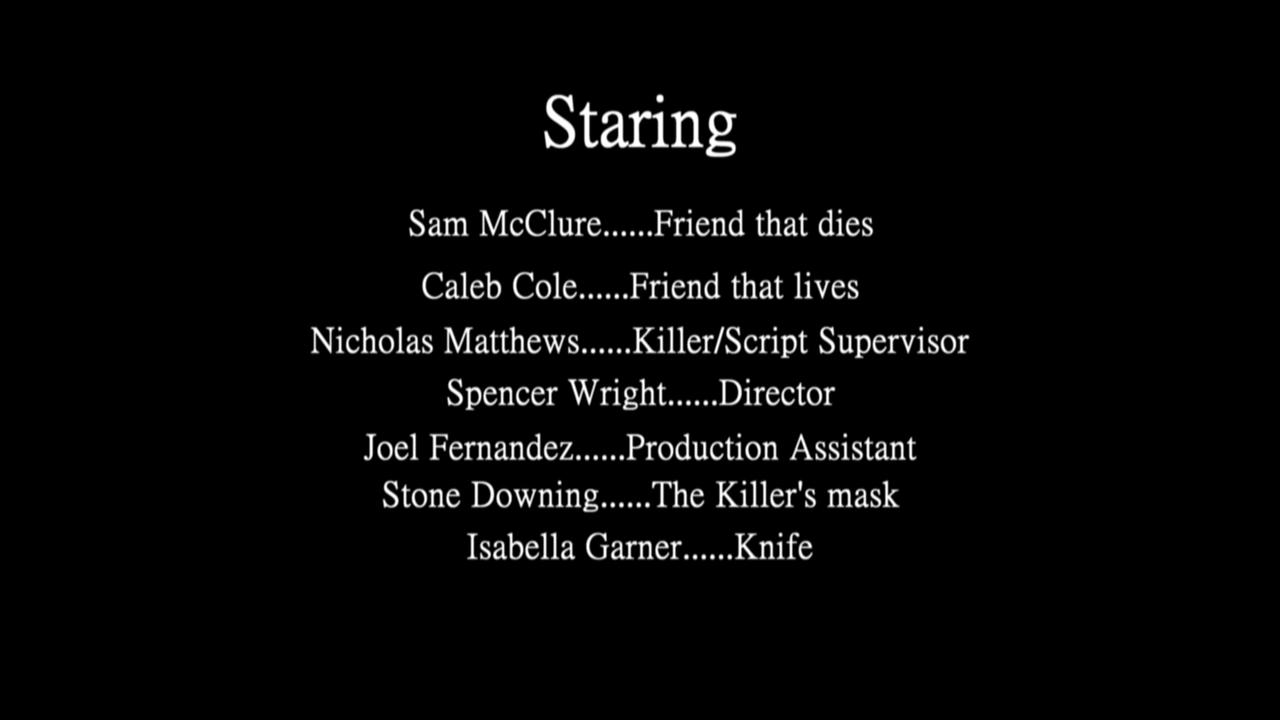 Staring
Sam McClure......Friend that dies
Caleb Cole......Friend that lives
Nicholas Matthews......Killer/Script Supervisor
Spencer Wright......Director
Joel Fernandez......Production Assistant
Stone Downing......The Killer's mask
Isabella Garner......Knife